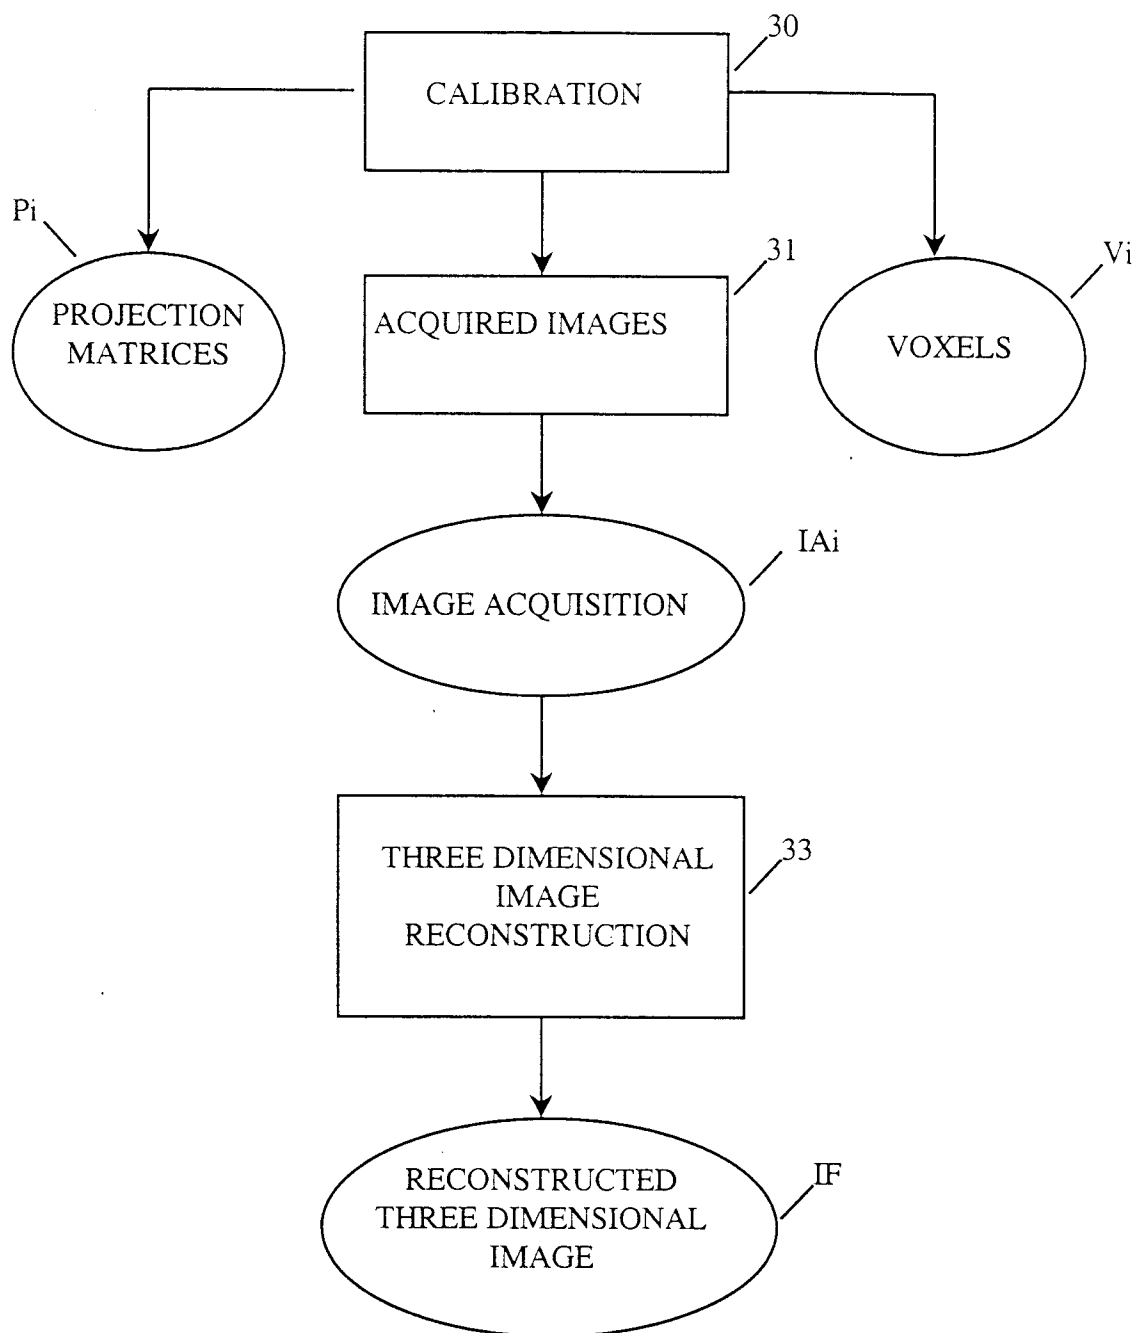 30
CALIBRATION
Pi
31
Vi
PROJECTION
MATRICES
ACQUIRED IMAGES
VOXELS
IAi
IMAGE ACQUISITION
33
THREE DIMENSIONAL
IMAGE
RECONSTRUCTION
IF
RECONSTRUCTED
THREE DIMENSIONAL
IMAGE